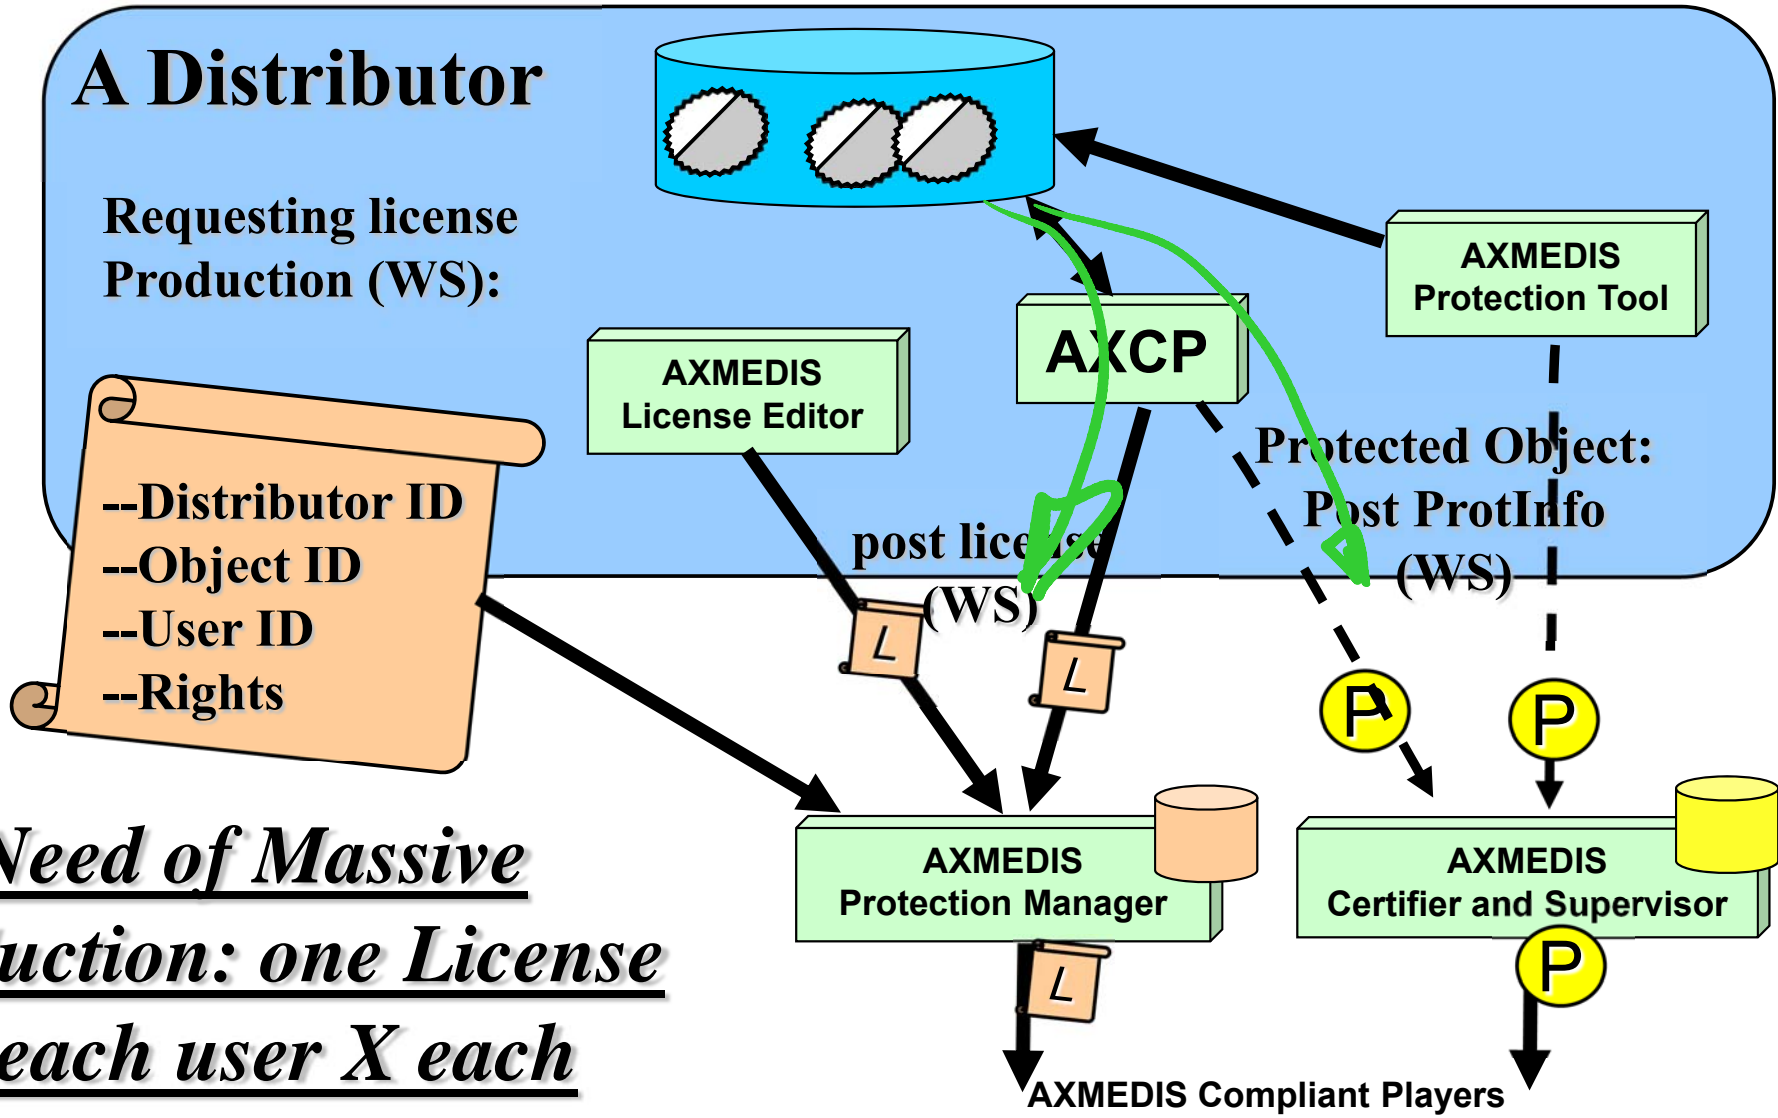 A Distributor
Requesting license
Production (WS):
AXMEDIS
Protection Tool
AXCP
AXMEDIS
License Editor
Protected Object:
Post ProtInfo
(WS)
--Distributor ID
--Object ID
--User ID
--Rights
post license
(WS)
L
L
P
P
AXMEDIS
Protection Manager
AXMEDIS
Certifier and Supervisor
Need of Massive
uction: one License
each user X each
L
P
AXMEDIS Compliant Players